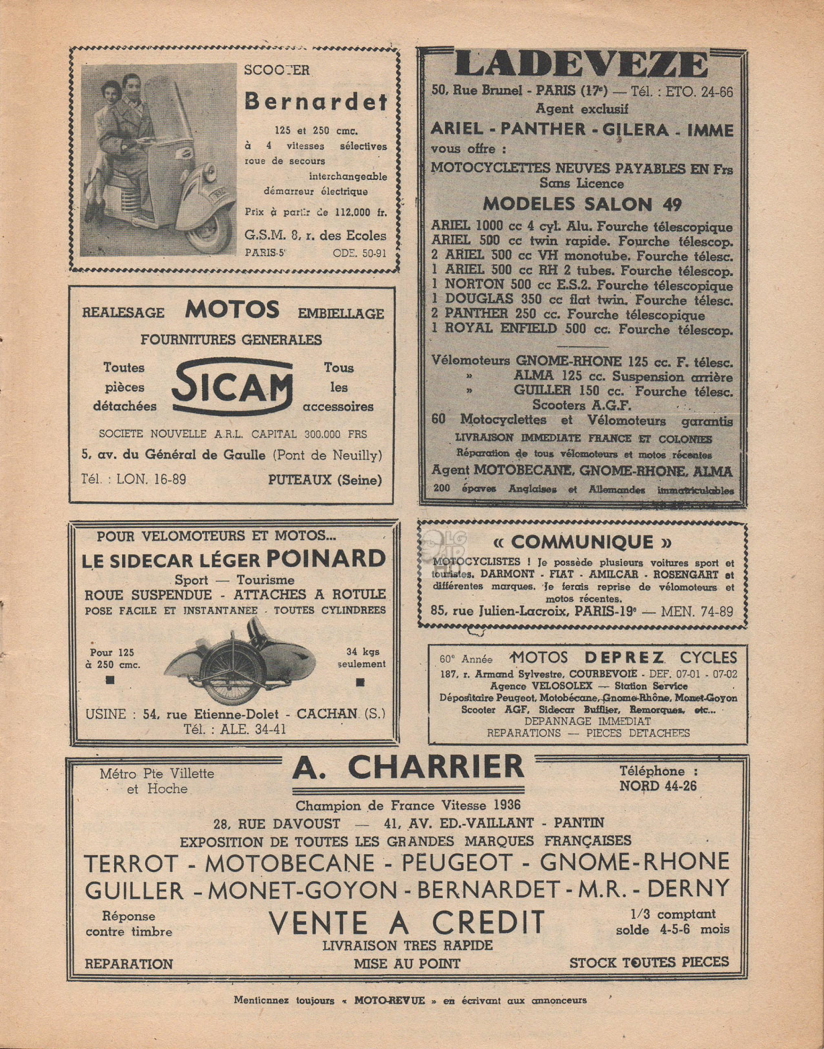 SCOOTER
Bernardet
125 et 250 cmc.
à 4 vitesses sélectives
roue de secours
interchangeable
démarreur électrique
Prix à partir de 112.000 fr.
G.S.M. 8, r. des Ecoles
PARIS-5e ODE. 50-91
REALESAGE MOTOS EMBIELLAGE
FOURNITURES GENERALES
Toutes
pièces
détachées
SICAM
Tous
les
accessoires
SOCIETE NOUVELLE A.R.L. CAPITAL 300.000 FRS
5, av. du Général de Gaulle (Pont de Neuilly)
Tél. : LON. 16-89 PUTEAUX (Seine)
POUR VELOMOTEURS ET MOTOS...
LE SIDECAR LÉGER POINARD
Sport — Tourisme
ROUE SUSPENDUE - ATTACHES A ROTULE
POSE FACILE ET INSTANTANEE - TOUTES CYLINDREES
Pour 125
à 250 cmc.
34 kgs
seulement
USINE : 54, rue Etienne-Dolet - CACHAN (S.)
Tél. : ALE. 34-41
LADEVEZE
50, Rue Brunel - PARIS (17e) — Tél. : ETO. 24-66
Agent exclusif
ARIEL - PANTHER - GILERA - IMME
vous offre :
MOTOCYCLETTES NEUVES PAYABLES EN Frs
Sans Licence
MODELES SALON 49
ARIEL 1000 cc 4 cyl. Alu. Fourche télescopique
ARIEL 500 cc twin rapide. Fourche télescop.
2 ARIEL 500 cc VH monotube. Fourche télesc.
1 ARIEL 500 cc RH 2 tubes. Fourche télescop.
1 NORTON 500 cc E.S.2. Fourche télescopique
1 DOUGLAS 350 cc flat twin. Fourche télesc.
2 PANTHER 250 cc. Fourche télescopique
1 ROYAL ENFIELD 500 cc. Fourche télescop.
Vélomoteurs GNOME-RHONE 125 cc. F. télesc.
» ALMA 125 cc. Suspension arrière
» GUILLER 150 cc. Fourche télesc.
Scooters A.G.F.
60 Motocyclettes et Vélomoteurs garantis
LIVRAISON IMMEDIATE FRANCE ET COLONIES
Réparation de tous vélomoteurs et motos récentes
Agent MOTOBECANE, GNOME-RHONE, ALMA
200 épaves Anglaises et Allemandes immatriculables
« COMMUNIQUE »
MOTOCYCLISTES ! Je possède plusieurs voitures sport et
touristes, DARMONT - FIAT - AMILCAR - ROSENGART et
différentes marques. Je ferais reprise de vélomoteurs et
motos récentes.
85, rue Julien-Lacroix, PARIS-19e — MEN. 74-89
60e Année MOTOS DEPREZ CYCLES
187, r. Armand Sylvestre, COURBEVOIE - DEF. 07-01 - 07-02
Agence VELOSOLEX — Station Service
Dépositaire Peugeot, Motobécane, Gnome-Rhône, Monet-Goyon
Scooter AGF, Sidecar Bufflier, Remorques, etc...
DEPANNAGE IMMEDIAT
REPARATIONS — PIECES DETACHEES
Métro Pte Villette
et Hoche
A. CHARRIER
Téléphone :
NORD 44-26
Champion de France Vitesse 1936
28, RUE DAVOUST — 41, AV. ED.-VAILLANT - PANTIN
EXPOSITION DE TOUTES LES GRANDES MARQUES FRANÇAISES
TERROT - MOTOBECANE - PEUGEOT - GNOME-RHONE
GUILLER - MONET-GOYON - BERNARDET - M.R. - DERNY
Réponse
contre timbre
VENTE A CREDIT
1/3 comptant
solde 4-5-6 mois
LIVRAISON TRES RAPIDE
REPARATION MISE AU POINT STOCK TOUTES PIECES
Mentionnez toujours « MOTO-REVUE » en écrivant aux annonceurs